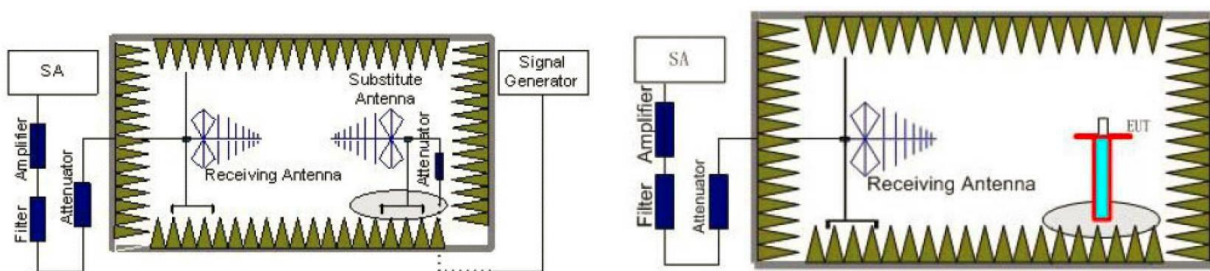 SA
Amplifier
Filter
Attenuator
Receiving Antenna
Substitute
Antenna
Attenuator
Signal
Generator
SA
Amplifier
Filter
Attenuator
Receiving Antenna
EUT